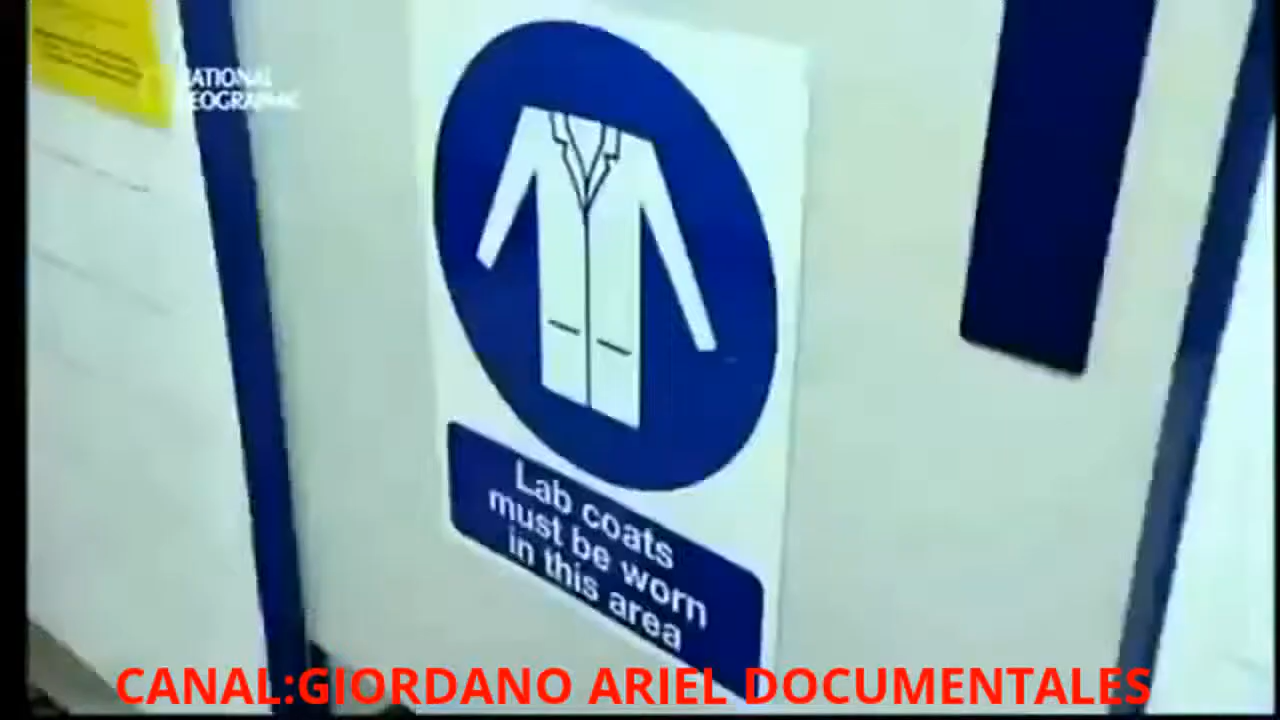 NATIONAL
GEOGRAPHIC
Lab coats
must be worn
in this area
CANAL:GIORDANO ARIEL DOCUMENTALES